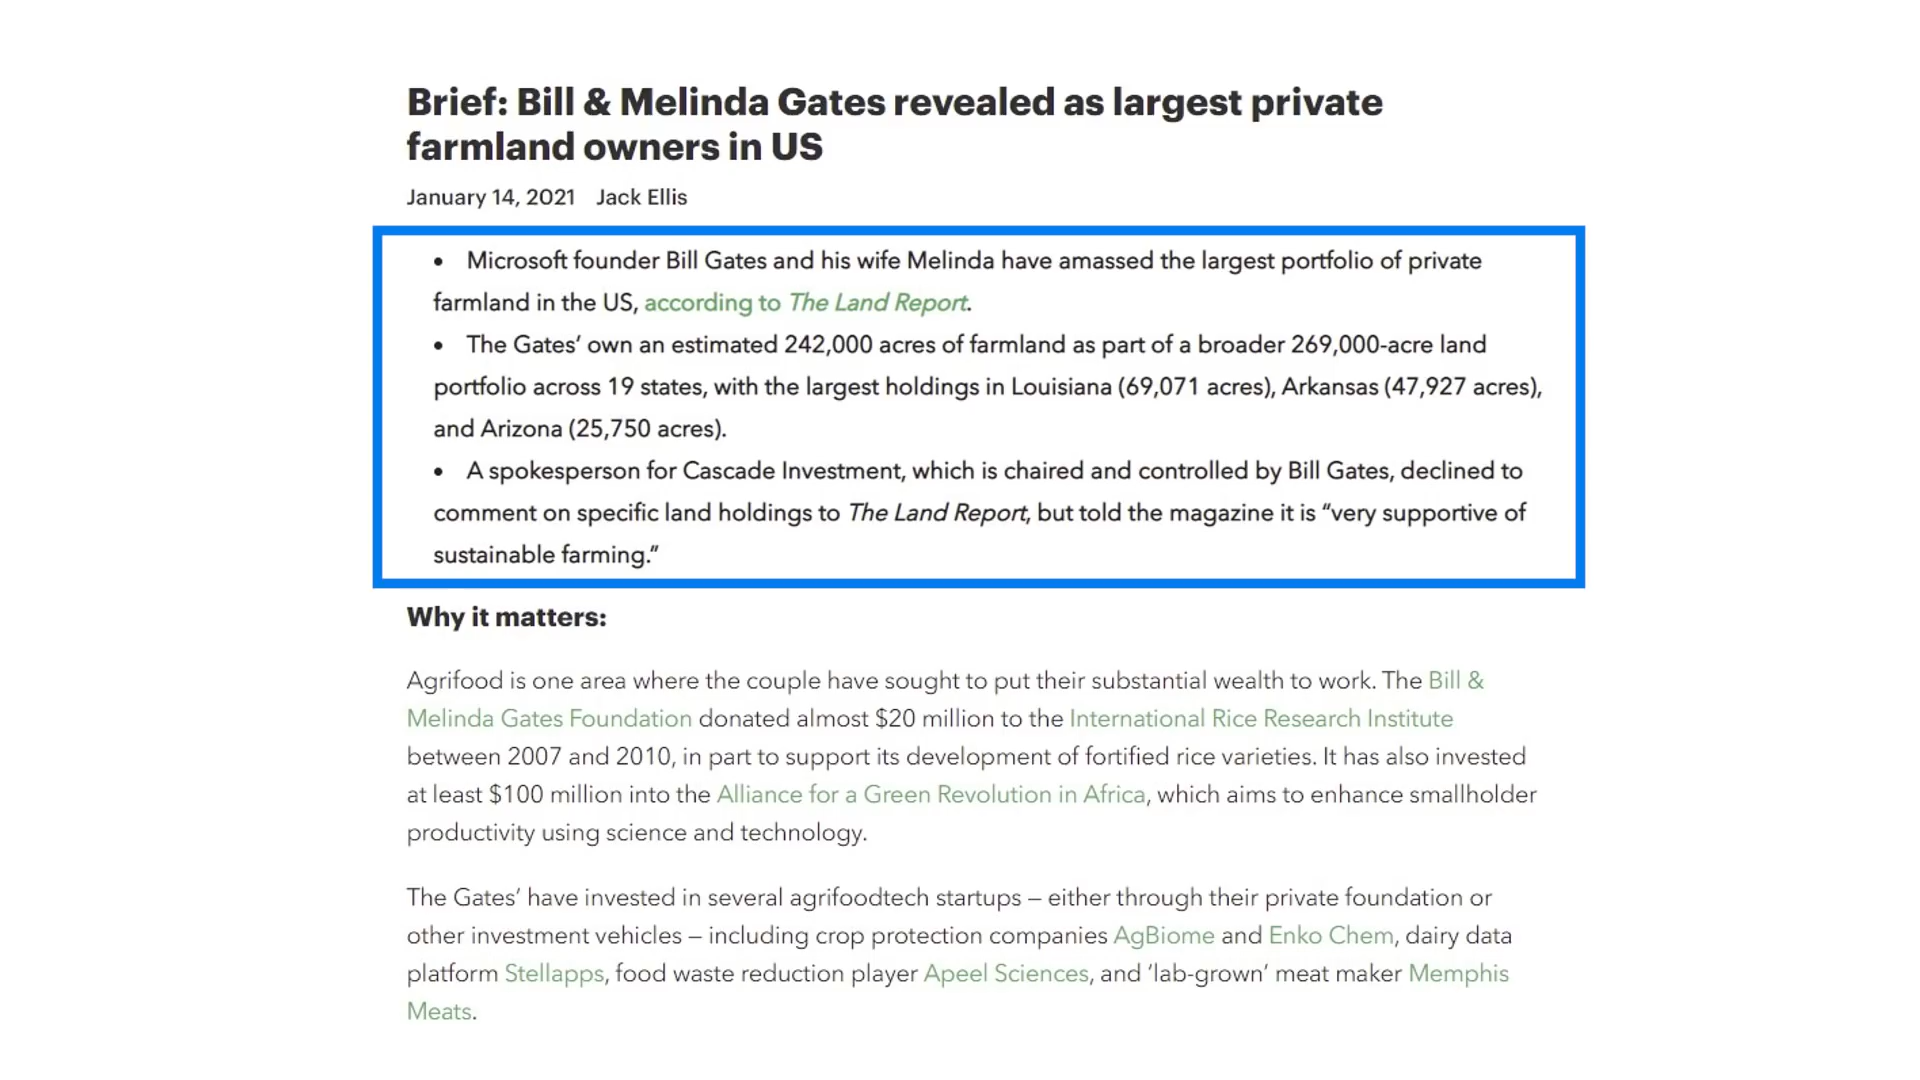 Brief: Bill & Melinda Gates revealed as largest private
farmland owners in US
January 14, 2021 Jack Ellis
• Microsoft founder Bill Gates and his wife Melinda have amassed the largest portfolio of private
farmland in the US, according to The Land Report.
• The Gates’ own an estimated 242,000 acres of farmland as part of a broader 269,000-acre land
portfolio across 19 states, with the largest holdings in Louisiana (69,071 acres), Arkansas (47,927 acres),
and Arizona (25,750 acres).
• A spokesperson for Cascade Investment, which is chaired and controlled by Bill Gates, declined to
comment on specific land holdings to The Land Report, but told the magazine it is “very supportive of
sustainable farming.”
Why it matters:
Agrifood is one area where the couple have sought to put their substantial wealth to work. The Bill &
Melinda Gates Foundation donated almost $20 million to the International Rice Research Institute
between 2007 and 2010, in part to support its development of fortified rice varieties. It has also invested
at least $100 million into the Alliance for a Green Revolution in Africa, which aims to enhance smallholder
productivity using science and technology.
The Gates’ have invested in several agrifoodtech startups – either through their private foundation or
other investment vehicles – including crop protection companies AgBiome and Enko Chem, dairy data
platform Stellapps, food waste reduction player Apeel Sciences, and ‘lab-grown’ meat maker Memphis
Meats.